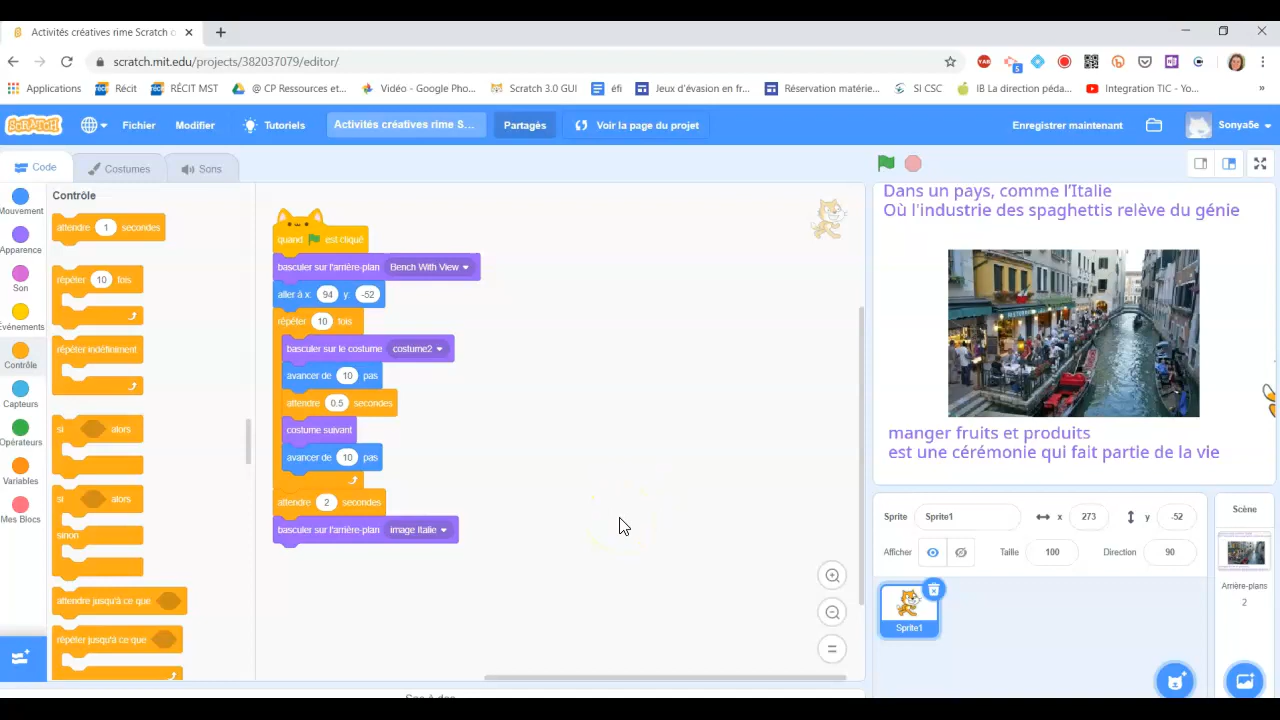 Activités créatives rime Scratch c
scratch.mit.edu/projects/382037079/editor/
Applications Récit RÉCIT MST @ CP Ressources et... Vidéo - Google Pho... Scratch 3.0 GUI éfi Jeux d'évasion en fr... Réservation matérie... SI CSC IB La direction péda... Integration TIC - Yo... »
SCRATCH Fichier Modifier Tutoriels Activités créatives rime S... Partagés Voir la page du projet Enregistrer maintenant Sonya5e
Code Costumes Sons
Mouvement
Apparence
Son
Événements
Contrôle
Capteurs
Opérateurs
Variables
Mes Blocs
Contrôle
attendre 1 secondes
répéter 10 fois
répéter indéfiniment
si alors
si alors
sinon
attendre jusqu'à ce que
répéter jusqu'à ce que
quand est cliqué
basculer sur l'arrière-plan Bench With View
aller à x: 94 y: -52
répéter 10 fois
basculer sur le costume costume2
avancer de 10 pas
attendre 0.5 secondes
costume suivant
avancer de 10 pas
attendre 2 secondes
basculer sur l'arrière-plan image Italie
Dans un pays, comme l'Italie
Où l'industrie des spaghettis relève du génie
manger fruits et produits
est une cérémonie qui fait partie de la vie
Sprite Sprite1 x 273 y -52
Afficher Taille 100 Direction 90
Sprite1
Scène
Arrière-plans
2